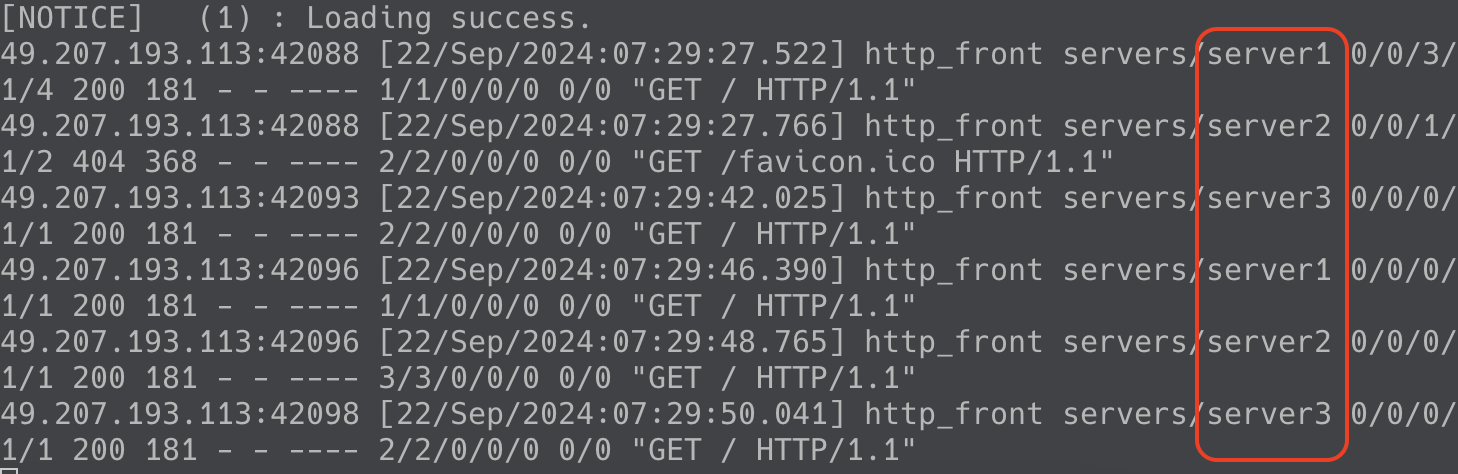 [NOTICE]   (1) : Loading success.
49.207.193.113:42088 [22/Sep/2024:07:29:27.522] http_front servers/server1 0/0/3/
1/4 200 181 - - ---- 1/1/0/0/0 0/0 "GET / HTTP/1.1"
49.207.193.113:42088 [22/Sep/2024:07:29:27.766] http_front servers/server2 0/0/1/
1/2 404 368 - - ---- 2/2/0/0/0 0/0 "GET /favicon.ico HTTP/1.1"
49.207.193.113:42093 [22/Sep/2024:07:29:42.025] http_front servers/server3 0/0/0/
1/1 200 181 - - ---- 2/2/0/0/0 0/0 "GET / HTTP/1.1"
49.207.193.113:42096 [22/Sep/2024:07:29:46.390] http_front servers/server1 0/0/0/
1/1 200 181 - - ---- 1/1/0/0/0 0/0 "GET / HTTP/1.1"
49.207.193.113:42096 [22/Sep/2024:07:29:48.765] http_front servers/server2 0/0/0/
1/1 200 181 - - ---- 3/3/0/0/0 0/0 "GET / HTTP/1.1"
49.207.193.113:42098 [22/Sep/2024:07:29:50.041] http_front servers/server3 0/0/0/
1/1 200 181 - - ---- 2/2/0/0/0 0/0 "GET / HTTP/1.1"